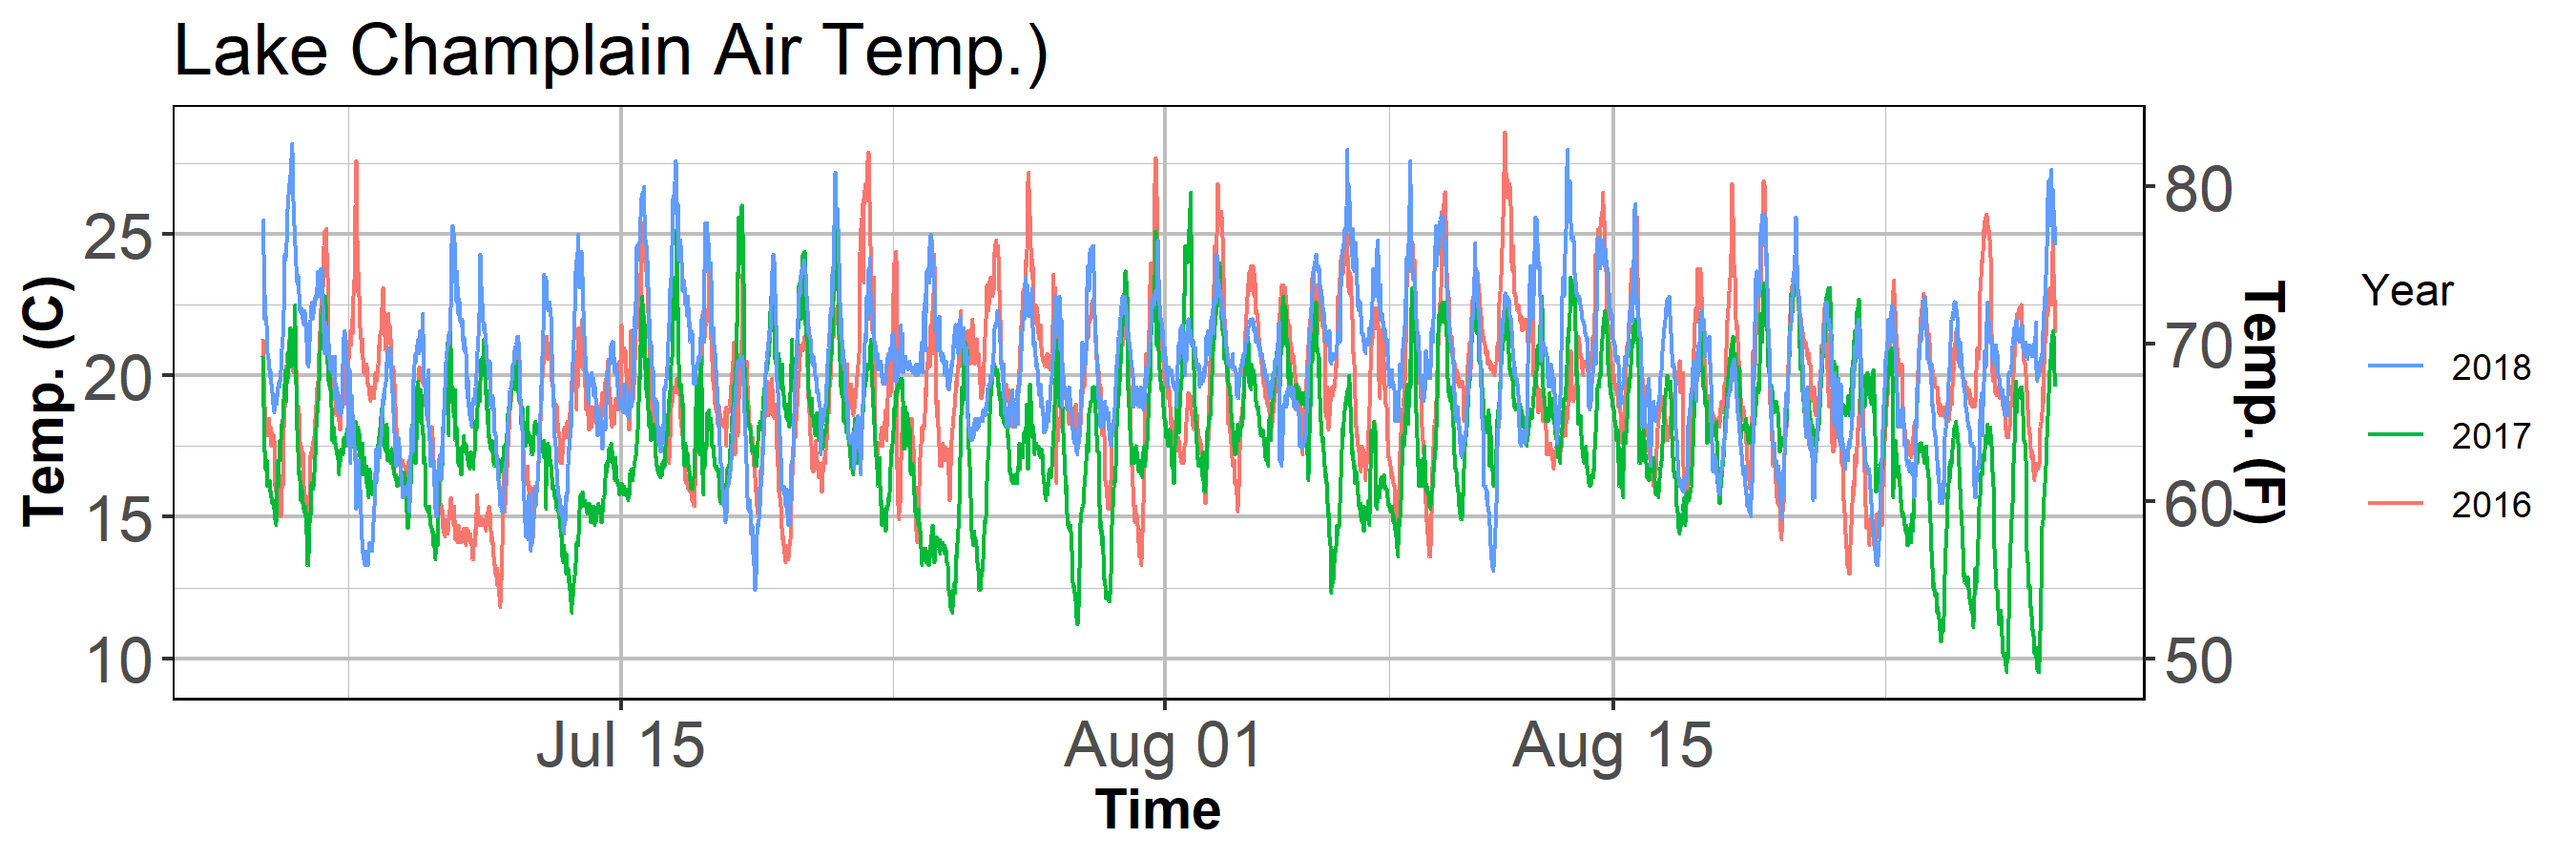 Lake Champlain Air Temp.)
Temp. (C)
25
20
15
10
80
70
60
50
Temp. (F)
Jul 15
Aug 01
Aug 15
Time
Year
2018
2017
2016